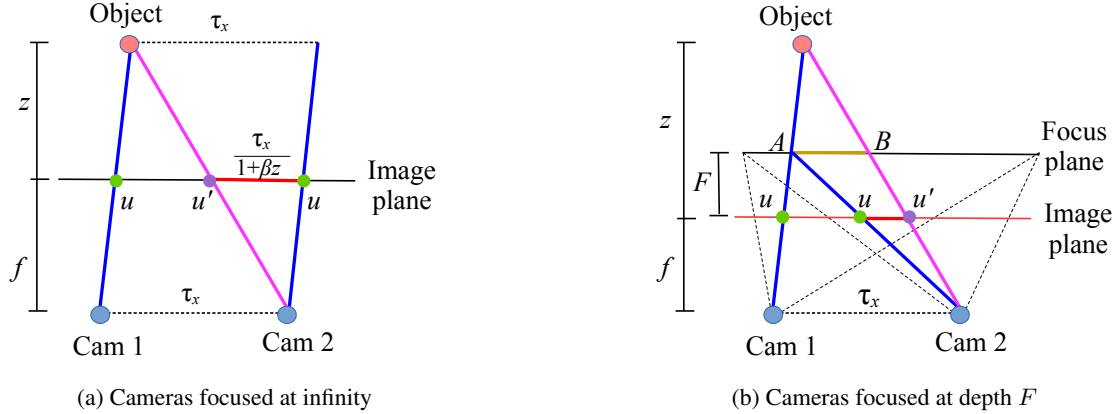 Object
τx
z
τx
1+βz
Image
plane
u
u′
u
f
τx
Cam 1
Cam 2
(a) Cameras focused at infinity
Object
z
A
B
Focus
plane
F
u
u
u′
Image
plane
f
τx
Cam 1
Cam 2
(b) Cameras focused at depth F